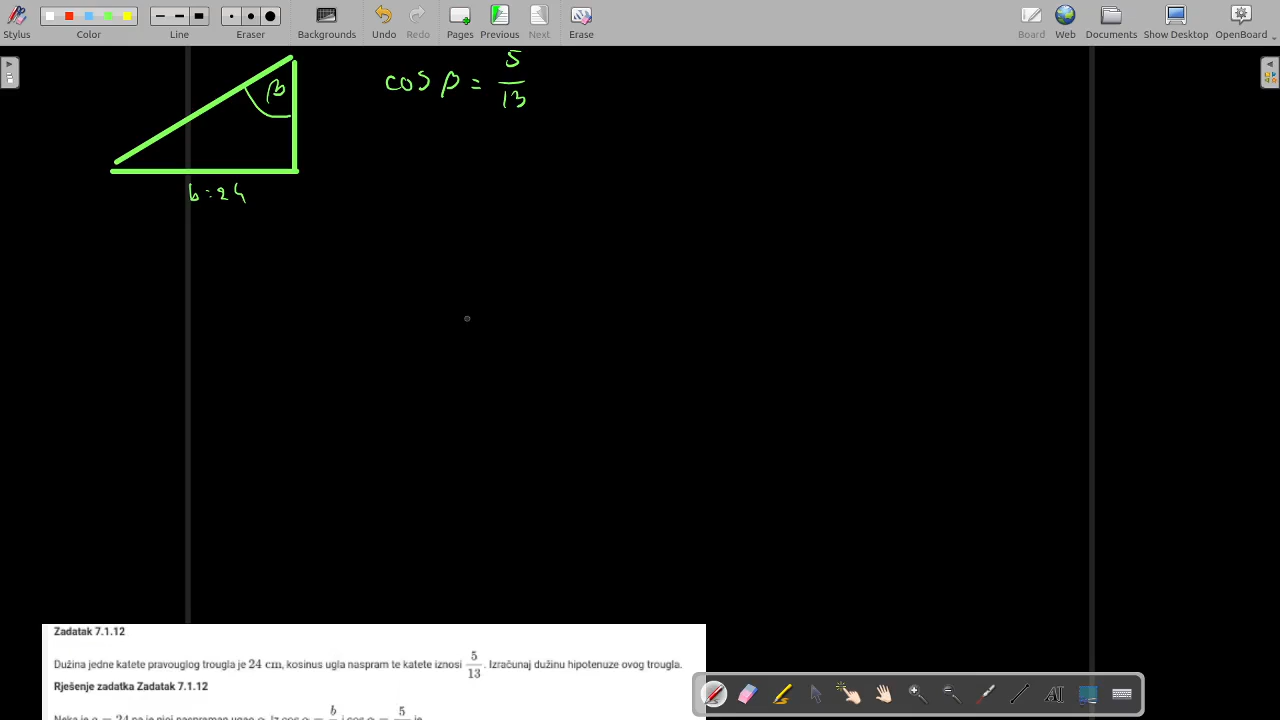 Stylus Color Line Eraser Backgrounds Undo Redo Pages Previous Next Erase Board Web Documents Show Desktop OpenBoard
β
cos β = 5/13
b = 24
Zadatak 7.1.12
Dužina jedne katete pravouglog trougla je 24 cm, kosinus ugla naspram te katete iznosi 5/13. Izračunaj dužinu hipotenuze ovog trougla.
Rješenje zadatka Zadatak 7.1.12